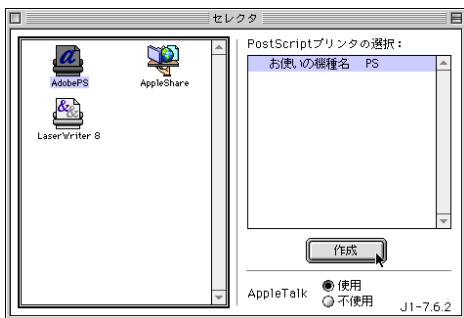 セレクタ
AdobePS
AppleShare
LaserWriter 8
PostScriptプリンタの選択：
お使いの機種名 PS
作成
AppleTalk
使用
不使用
J1-7.6.2